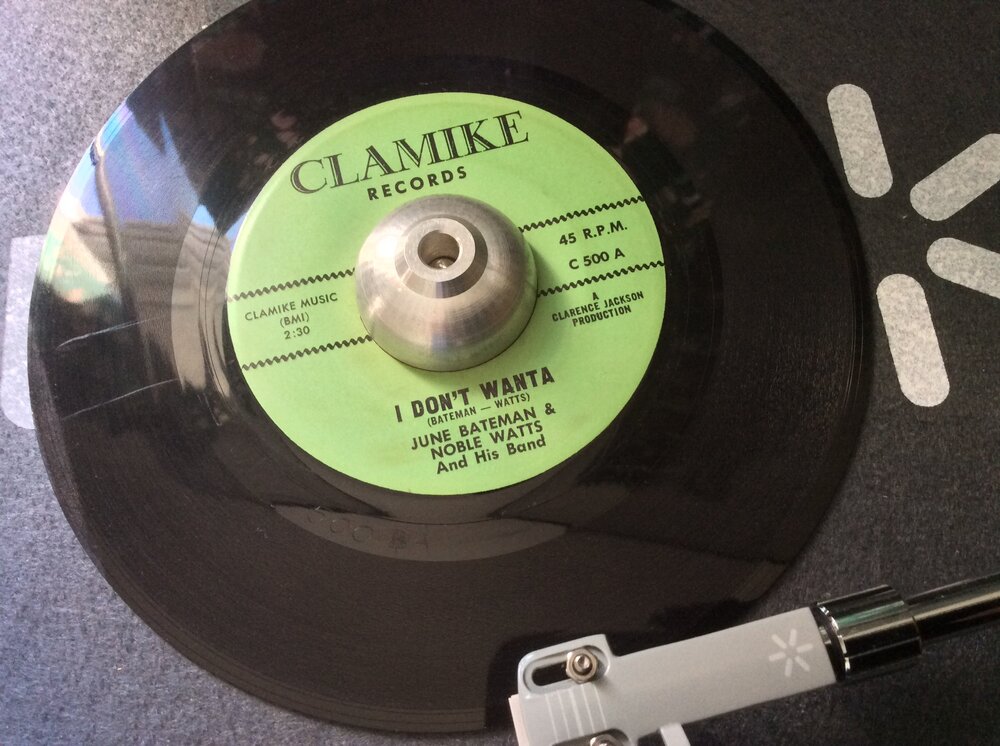 CLAMIKE
RECORDS
45 R.P.M.
C 500 A
CLAMIKE MUSIC
(BMI)
2:30
A
CLARENCE JACKSON
PRODUCTION
I DON'T WANTA
(BATEMAN — WATTS)
JUNE BATEMAN &
NOBLE WATTS
And His Band